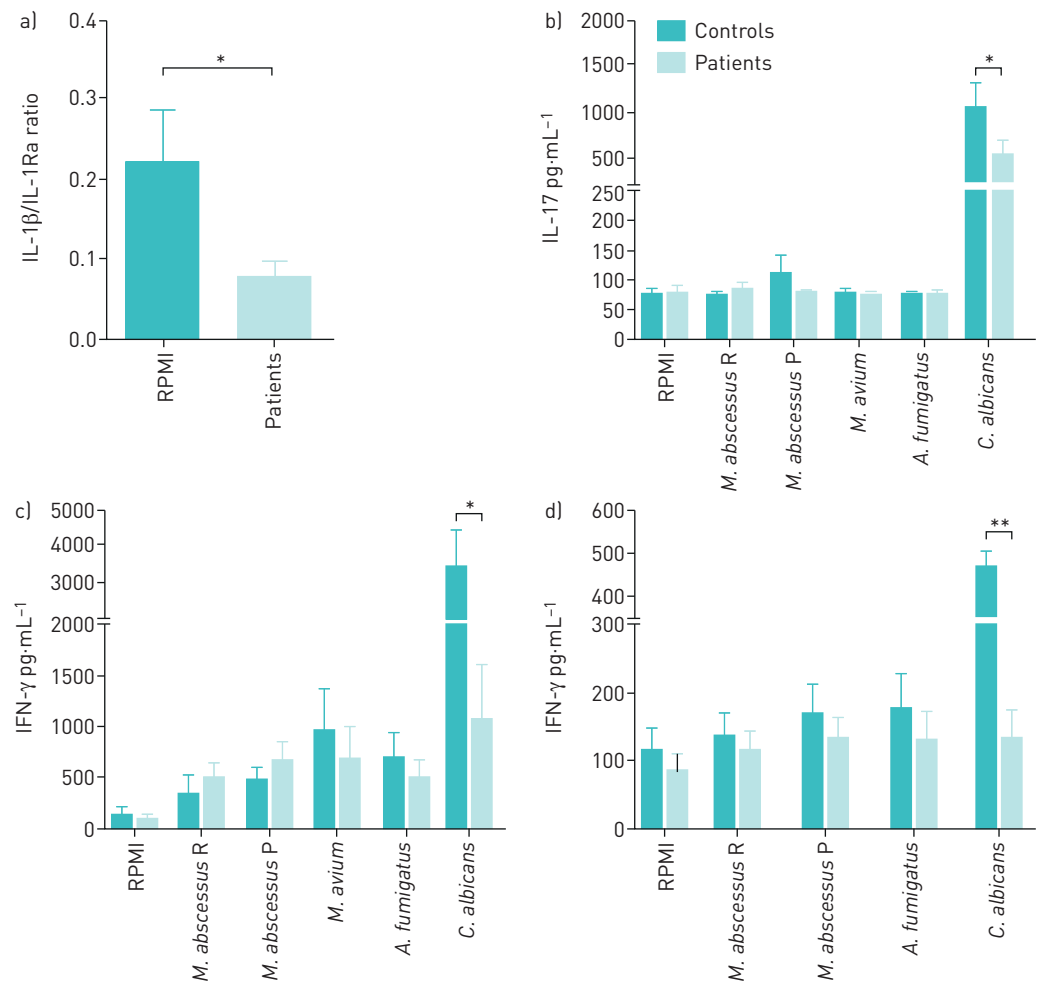 a)
IL-1β/IL-1Ra ratio
0.4
0.3
0.2
0.1
0.0
*
RPMI
Patients
b)
IL-17 pg·mL⁻¹
2000
1500
1000
500
250
200
150
100
50
0
Controls
Patients
*
RPMI
M. abscessus R
M. abscessus P
M. avium
A. fumigatus
C. albicans
c)
IFN-γ pg·mL⁻¹
5000
4000
3000
2000
1500
1000
500
0
*
RPMI
M. abscessus R
M. abscessus P
M. avium
A. fumigatus
C. albicans
d)
IFN-γ pg·mL⁻¹
600
500
400
300
200
100
0
**
RPMI
M. abscessus R
M. abscessus P
A. fumigatus
C. albicans